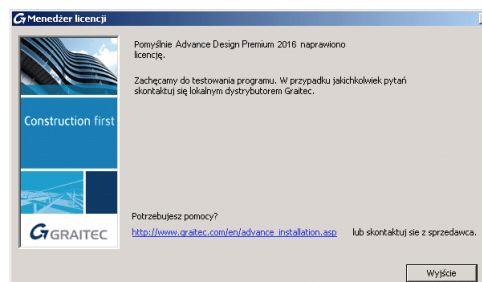 Menedżer licencji
Pomyślnie Advance Design Premium 2016 naprawiono
licencję.
Zachęcamy do testowania programu. W przypadku jakichkolwiek pytań
skontaktuj się lokalnym dystrybutorem Graitec.
Construction first
GRAITEC
Potrzebujesz pomocy?
http://www.graitec.com/en/advance_installation.asp lub skontaktuj sie z sprzedawca.
Wyjście